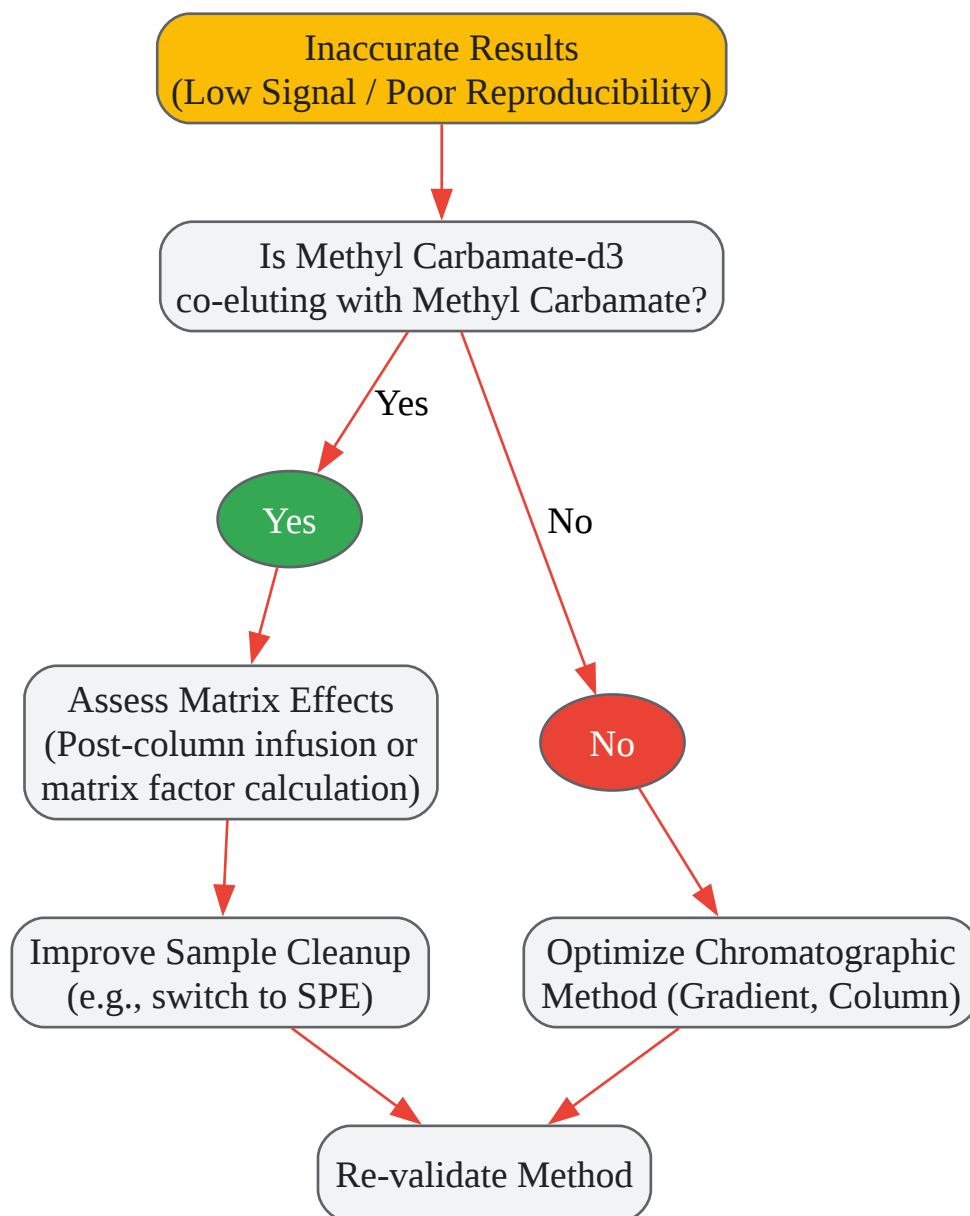 Inaccurate Results
(Low Signal / Poor Reproducibility)
Is Methyl Carbamate-d3
co-eluting with Methyl Carbamate?
Yes
No
Yes
No
Assess Matrix Effects
(Post-column infusion or
matrix factor calculation)
Improve Sample Cleanup
(e.g., switch to SPE)
Optimize Chromatographic
Method (Gradient, Column)
Re-validate Method